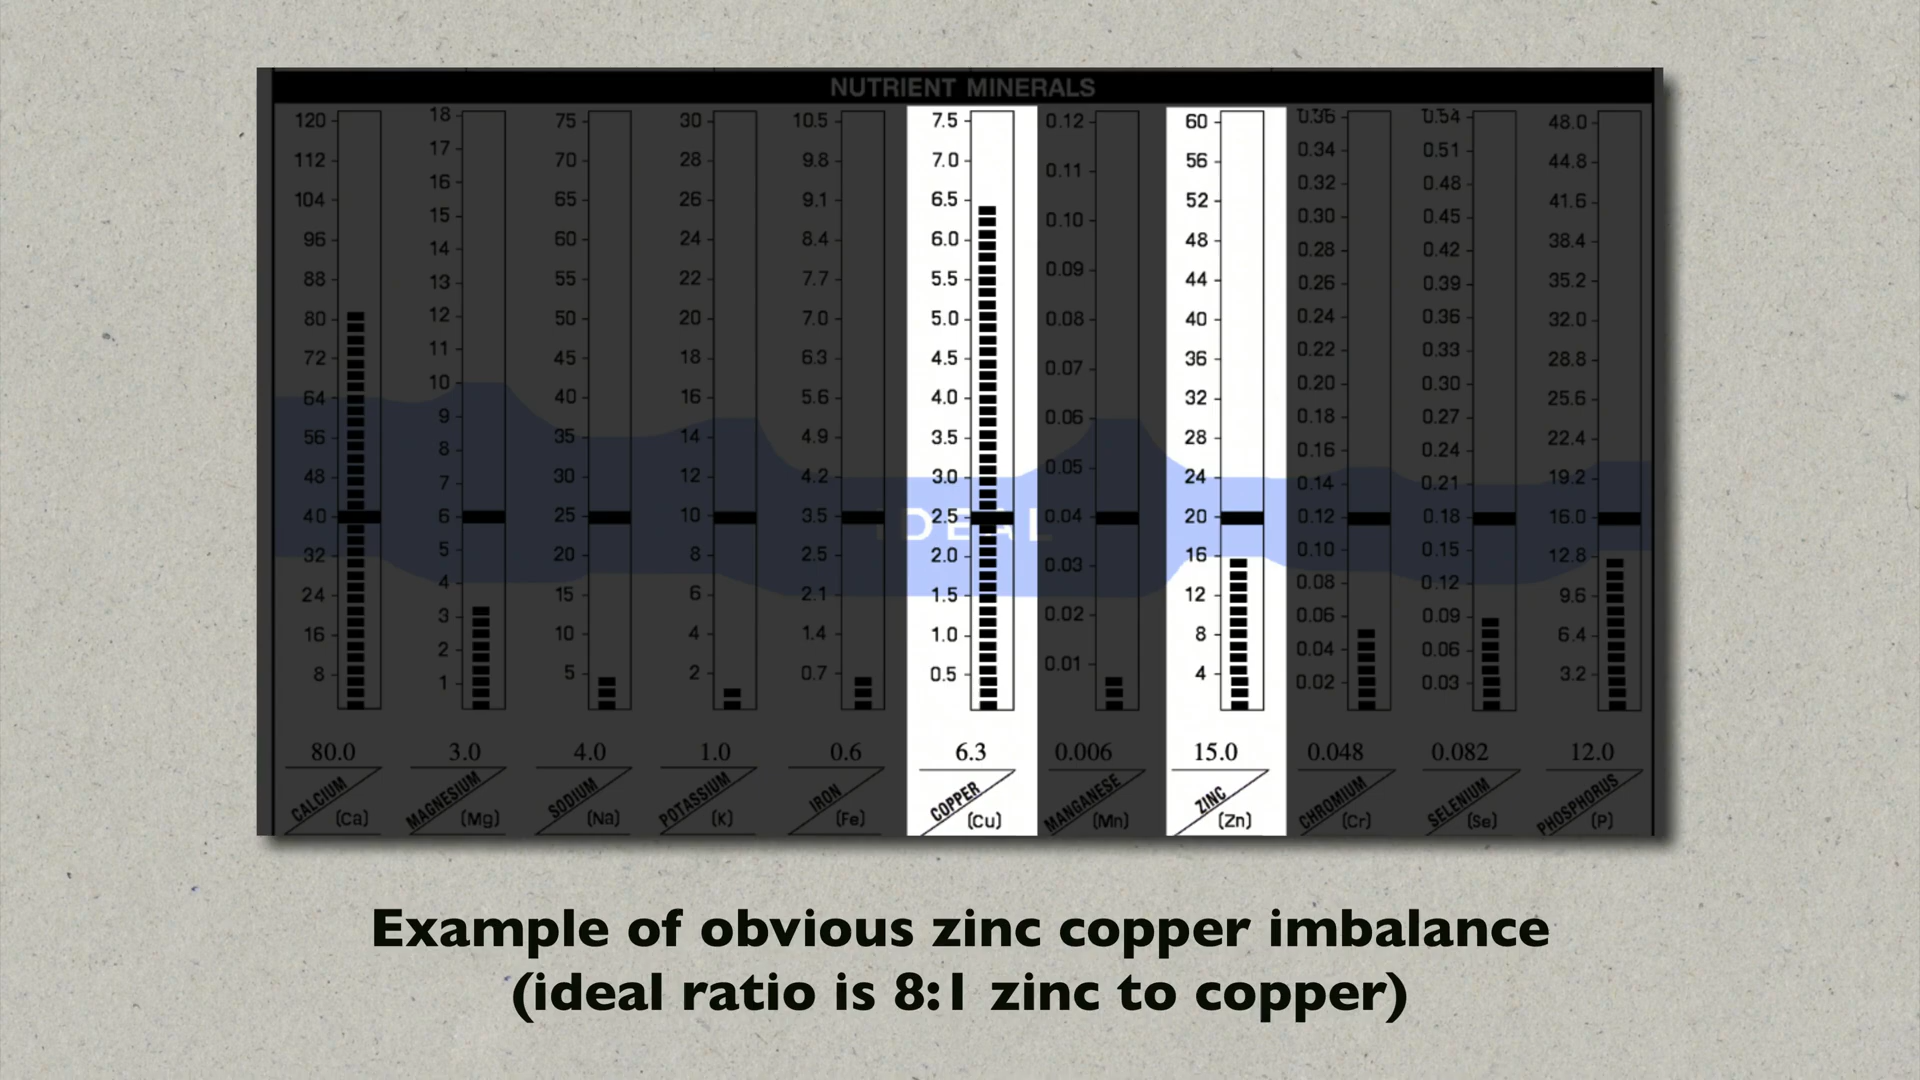 NUTRIENT MINERALS
120 18 75 30 10.5 7.5 0.12 60 0.36 0.54 48.0
112 17 70 28 9.8 7.0 0.11 56 0.34 0.51 44.8
104 16 65 26 9.1 6.5 0.10 52 0.32 0.48 41.6
96 15 60 24 8.4 6.0 0.09 48 0.30 0.45 38.4
88 14 55 22 7.7 5.5 0.08 44 0.28 0.42 35.2
80 13 50 20 7.0 5.0 0.07 40 0.26 0.39 32.0
72 12 45 18 6.3 4.5 0.06 36 0.24 0.36 28.8
64 11 40 16 5.6 4.0 0.05 32 0.22 0.33 25.6
56 10 35 14 4.9 3.5 0.04 28 0.20 0.30 22.4
48 9 30 12 4.2 3.0 0.03 24 0.18 0.27 19.2
40 8 25 10 3.5 2.5 0.02 20 0.16 0.24 16.0
32 7 20 8 2.5 2.0 0.01 16 0.14 0.21 12.8
24 6 15 6 2.1 1.5 12 0.12 0.18 9.6
16 5 10 4 1.4 1.0 8 0.10 0.15 6.4
8 4 5 2 0.7 0.5 4 0.08 0.12 3.2
3 0.06 0.09
2 0.04 0.06
1 0.02 0.03
IDEAL
80.0 3.0 4.0 1.0 0.6 6.3 0.006 15.0 0.048 0.082 12.0
CALCIUM MAGNESIUM SODIUM POTASSIUM IRON COPPER MANGANESE ZINC CHROMIUM SELENIUM PHOSPHORUS
(Ca) (Mg) (Na) (K) (Fe) (Cu) (Mn) (Zn) (Cr) (Se) (P)
Example of obvious zinc copper imbalance
(ideal ratio is 8:1 zinc to copper)